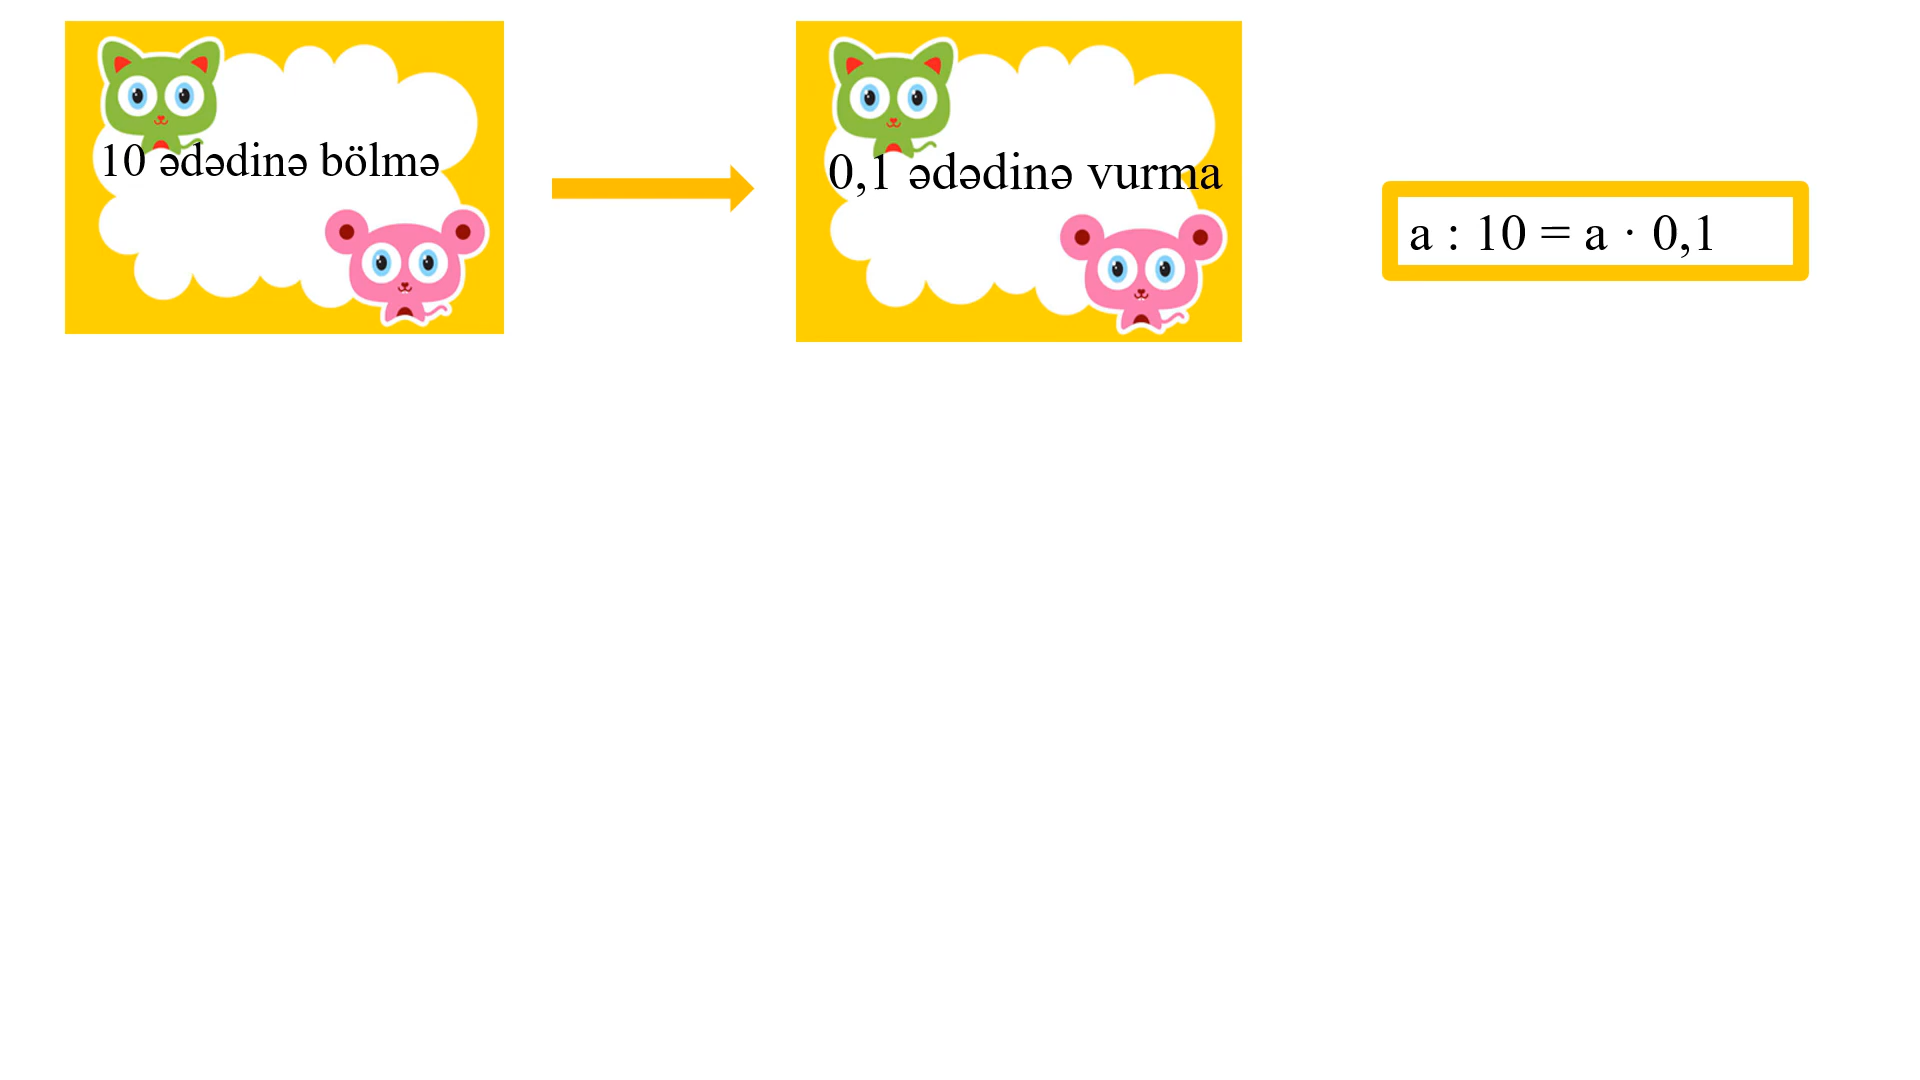 10 ədədinə bölmə
0,1 ədədinə vurma
a : 10 = a · 0,1